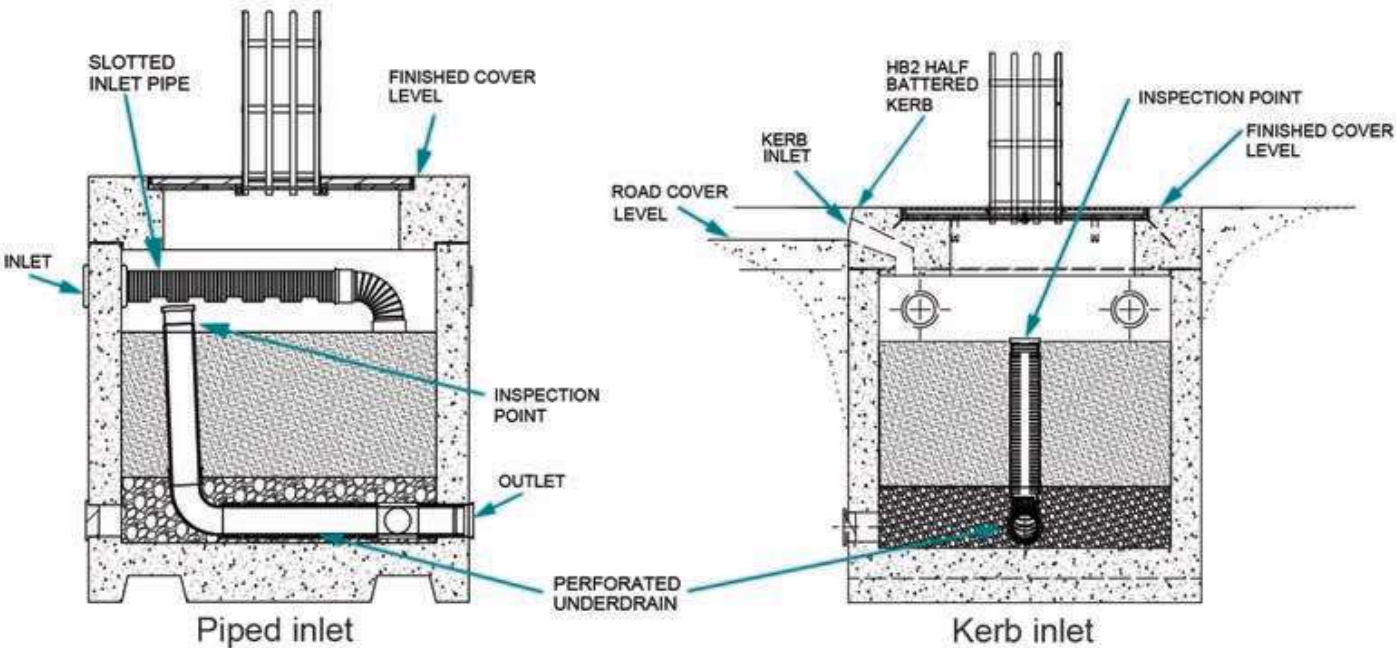 SLOTTED
INLET PIPE
FINISHED COVER
LEVEL
INLET
INSPECTION
POINT
OUTLET
PERFORATED
UNDERDRAIN
Piped inlet
HB2 HALF
BATTERED
KERB
KERB
INLET
ROAD COVER
LEVEL
INSPECTION POINT
FINISHED COVER
LEVEL
Kerb inlet